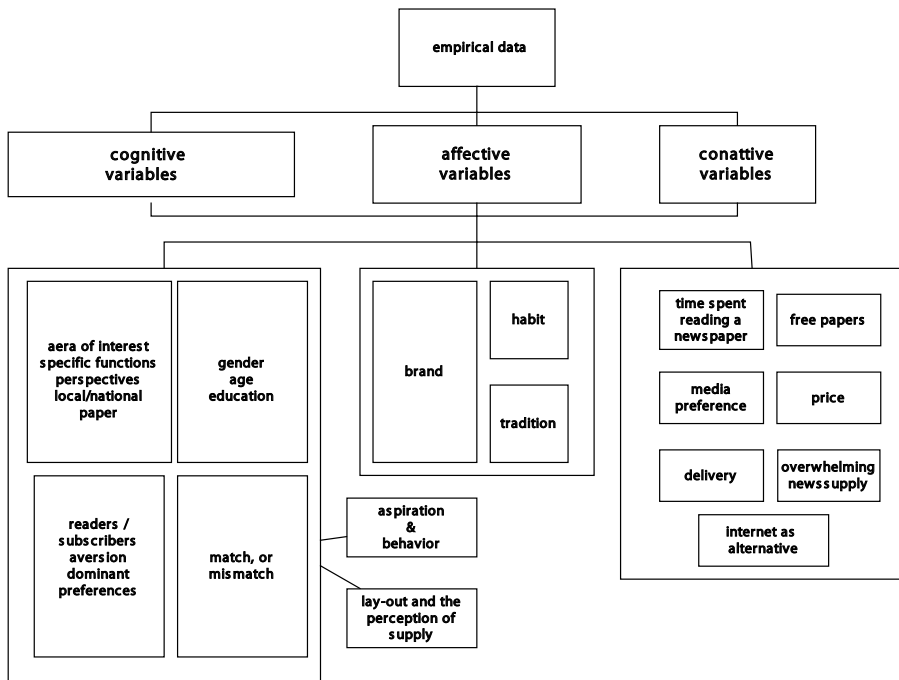 empirical data
cognitive
variables
affective
variables
conattive
variables
aera of interest
specific functions
perspectives
local/national
paper
gender
age
education
readers /
subscribers
aversion
dominant
preferences
match, or
mismatch
aspiration
&
behavior
lay-out and the
perception of
supply
brand
habit
tradition
time spent
reading a
newspaper
free papers
media
preference
price
delivery
overwhelming
news supply
internet as
alternative